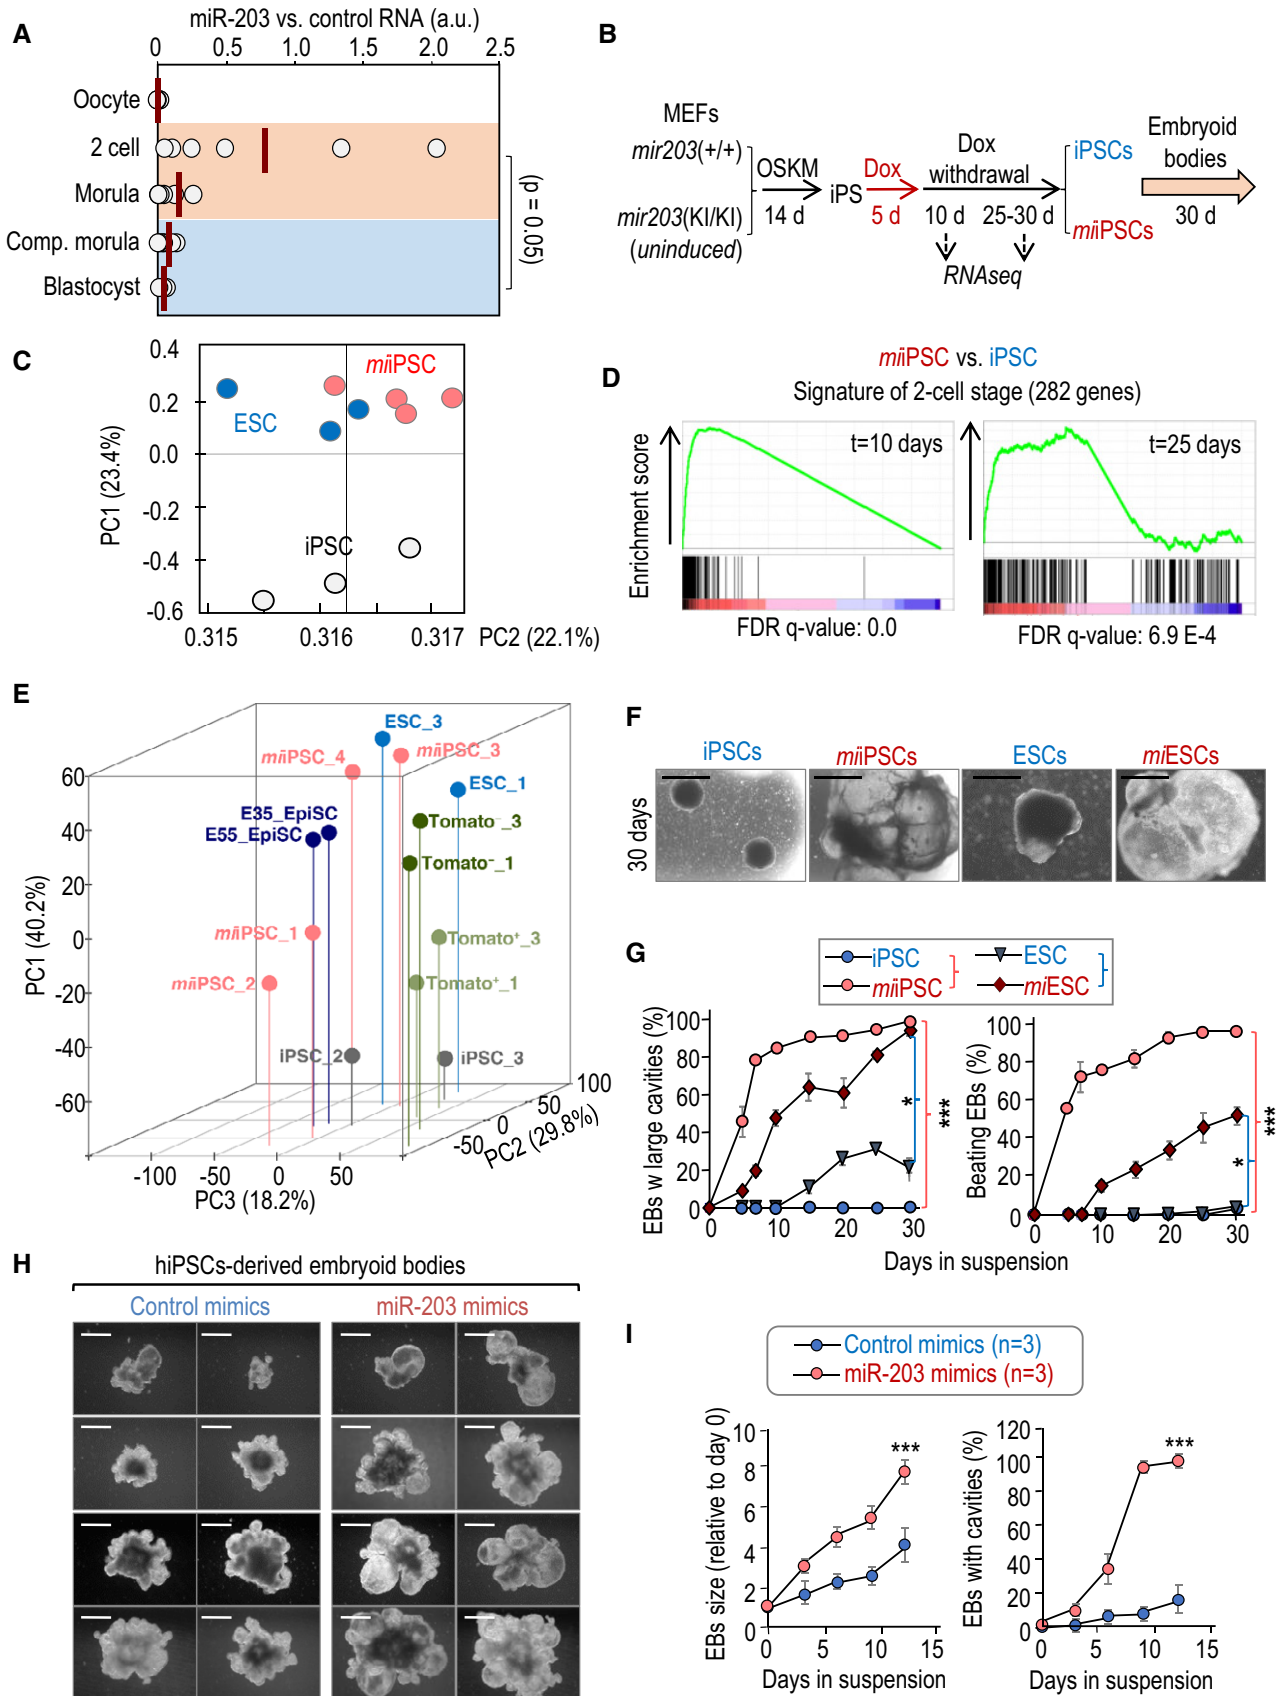 A
miR-203 vs. control RNA (a.u.)
0 0.5 1.0 1.5 2.0 2.5
Oocyte
2 cell
Morula
Comp. morula
Blastocyst
(p = 0.05)
B
MEFs
mir203(+/+)
mir203(KI/KI)
(uninduced)
OSKM
14 d
iPS
Dox
5 d
Dox
withdrawal
10 d 25-30 d
RNAseq
iPSCs
miiPSCs
Embryoid
bodies
30 d
C
0.4
0.2
0.0
-0.2
-0.4
-0.6
PC1 (23.4%)
miiPSC
ESC
iPSC
0.315 0.316 0.317 PC2 (22.1%)
D
miiPSC vs. iPSC
Signature of 2-cell stage (282 genes)
Enrichment score
t=10 days
t=25 days
FDR q-value: 0.0
FDR q-value: 6.9 E-4
E
ESC_3
miiPSC_4
miiPSC_3
ESC_1
E35_EpiSC
E55_EpiSC
Tomato⁻_3
Tomato⁻_1
miiPSC_1
Tomato⁺_3
miiPSC_2
Tomato⁺_1
iPSC_2
iPSC_3
60
40
20
0
-20
-40
-60
PC1 (40.2%)
-100 -50 0 50
PC3 (18.2%)
-50 0 50 100
PC2 (29.8%)
F
iPSCs miiPSCs ESCs miESCs
30 days
G
iPSC ESC
miiPSC miESC
EBs w large cavities (%)
100
80
60
40
20
0
0 10 20 30
*
***
Beating EBs (%)
100
80
60
40
20
0
0 10 20 30
*
***
Days in suspension
H
hiPSCs-derived embryoid bodies
Control mimics miR-203 mimics
I
Control mimics (n=3)
miR-203 mimics (n=3)
EBs size (relative to day 0)
10
8
6
4
2
0
0 5 10 15
***
Days in suspension
EBs with cavities (%)
120
100
80
60
40
20
0
0 5 10 15
***
Days in suspension